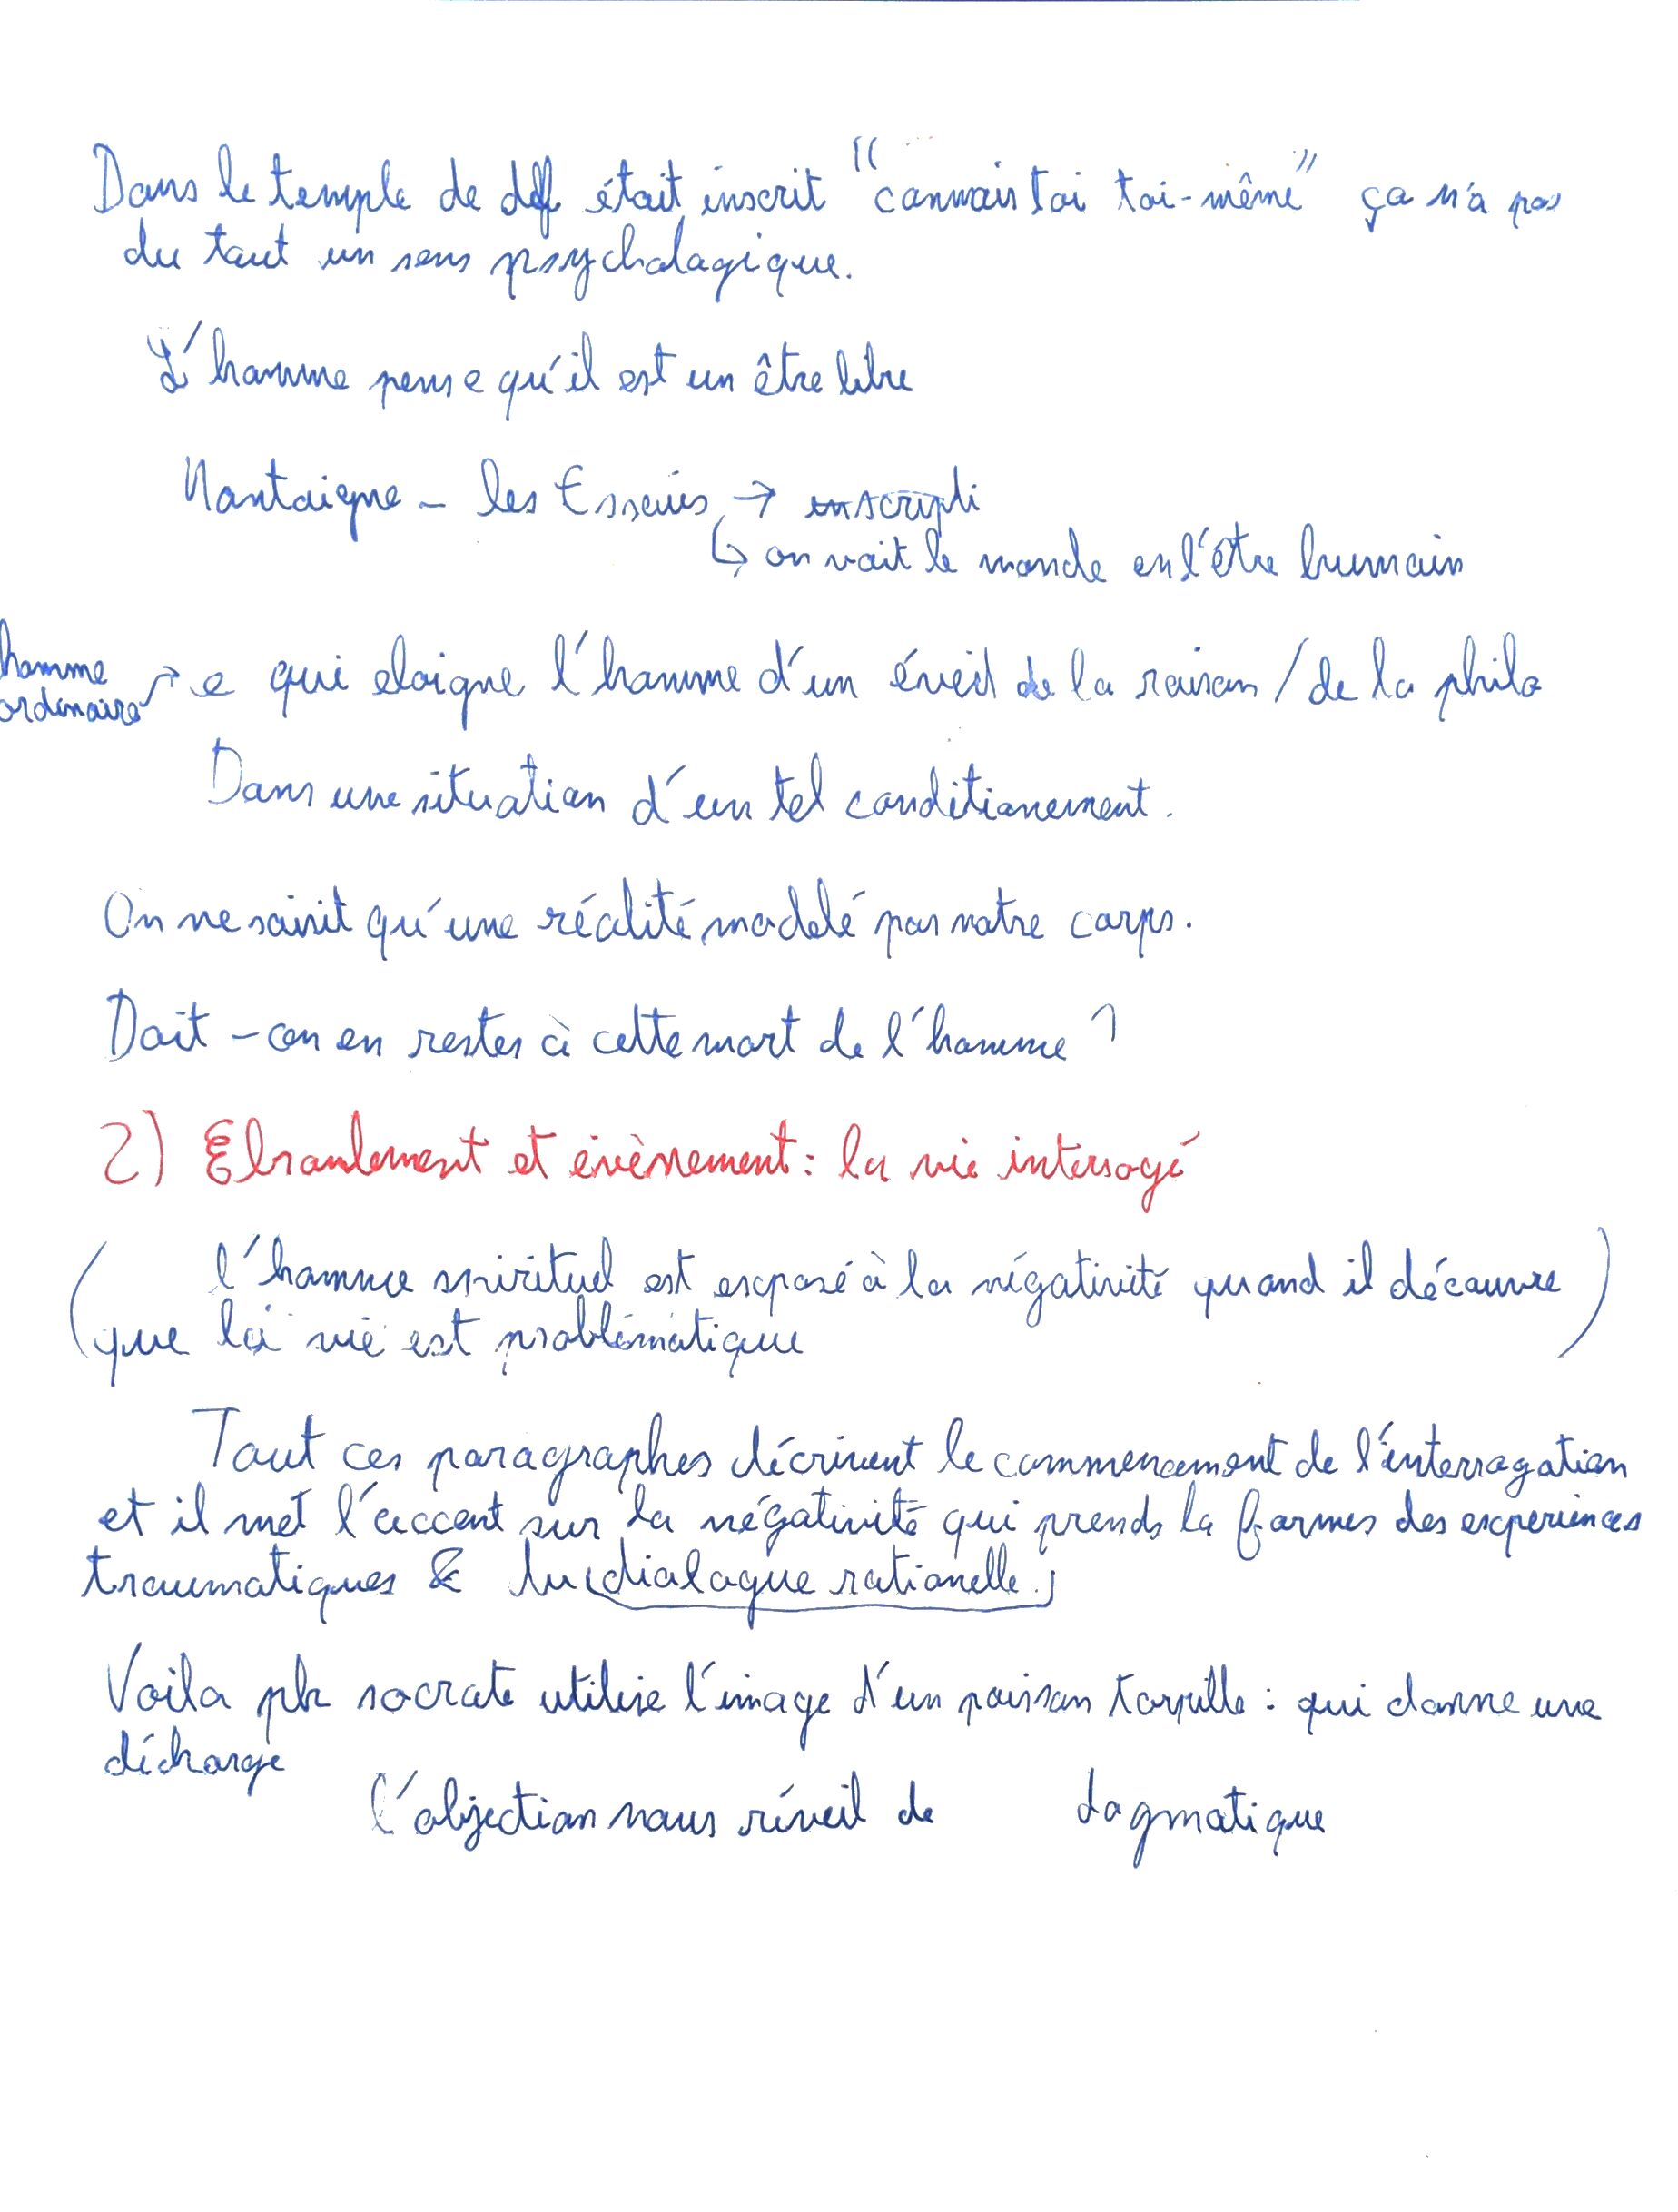 Dans le temple de delf était inscrit "connais toi toi-même" ça n'a pas
du tout un sens psychologique.
L'homme pense qu'il est un être libre
Montaigne - les Essais → inscripti
↳ on voit le monde en l'être humain
homme
ordinaire → e qui eloigne l'homme d'un éveil de la raison / de la philo
Dans une situation d'un tel conditionement.
On ne saisit qu'une réalité modelé par notre corps.
Doit-on en rester à cette mort de l'homme ?
2) Ebranlement et évènement : la vie interrogé
(l'homme spirituel est exposé à la négativité quand il découvre
que la vie est problématique)
Tout ces paragraphes décrivent le commencement de l'interrogation
et il met l'accent sur la négativité qui prends la formes des experiences
traumatiques & du (dialogue rationelle.)
Voila pk socrate utilise l'image d'un poisson torpille : qui donne une
décharge
l'objection nous réveil de dogmatique